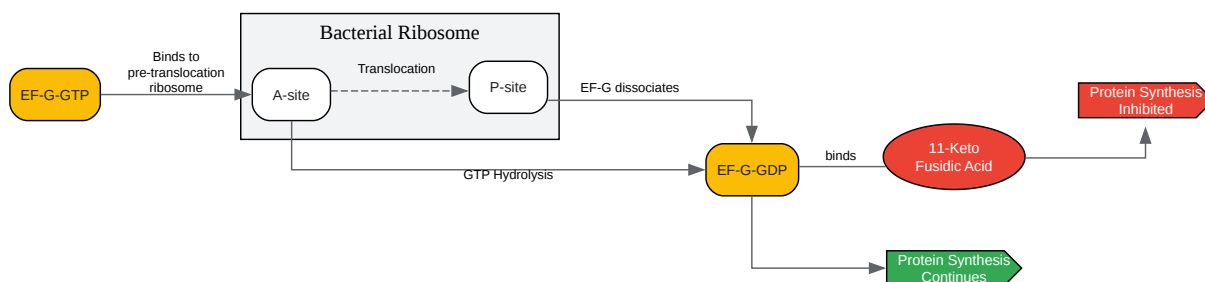 Bacterial Ribosome
Binds to
pre-translocation
ribosome
EF-G-GTP
A-site
Translocation
P-site
EF-G dissociates
GTP Hydrolysis
EF-G-GDP
binds
11-Keto
Fusidic Acid
Protein Synthesis
Inhibited
Protein Synthesis
Continues